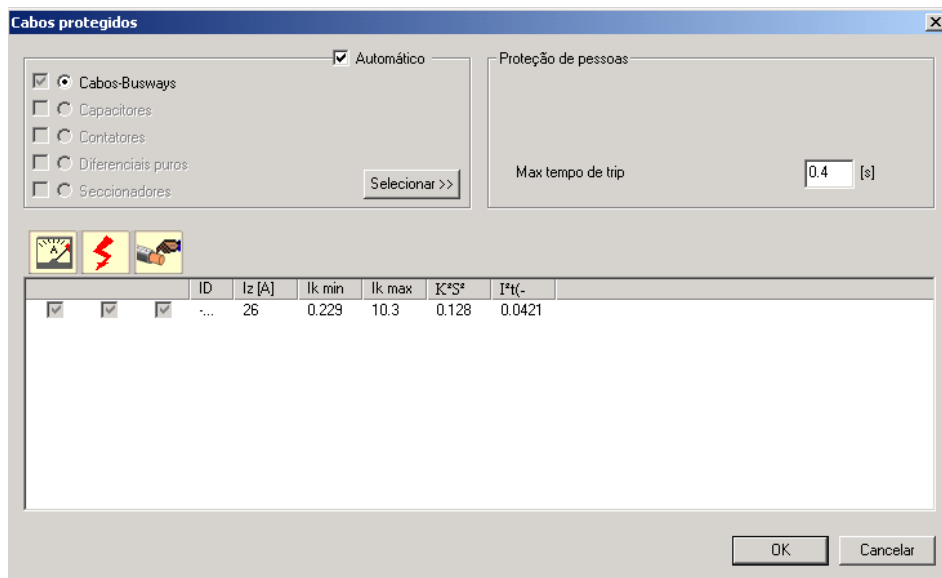 Cabos protegidos
Automático
Cabos-Busways
Capacitores
Contatores
Diferenciais puros
Seccionadores
Selecionar >>
Proteção de pessoas
Max tempo de trip 0.4 [s]
A
ID Iz [A] Ik min Ik max K²S² I²t(-
-... 26 0.229 10.3 0.128 0.0421
OK Cancelar